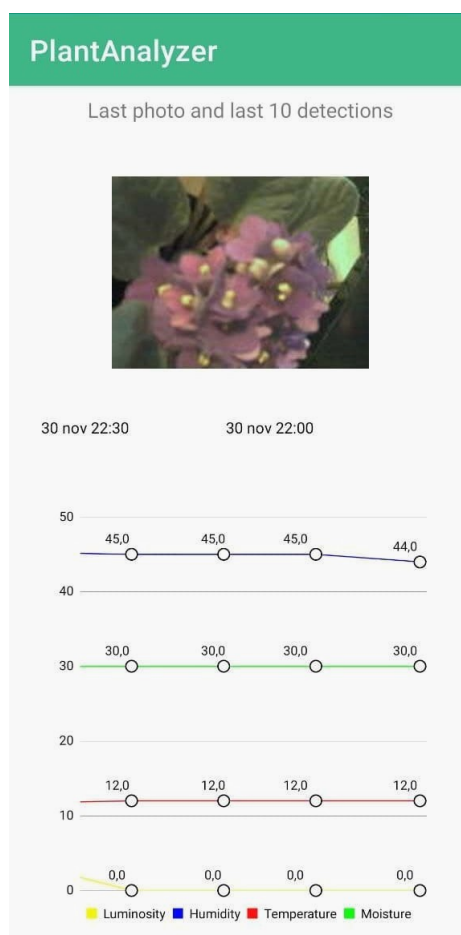 PlantAnalyzer
Last photo and last 10 detections
30 nov 22:30 30 nov 22:00
50
45,0 45,0 45,0 44,0
40
30,0 30,0 30,0 30,0
30
20
12,0 12,0 12,0 12,0
10
0,0 0,0 0,0 0,0
0
Luminosity Humidity Temperature Moisture